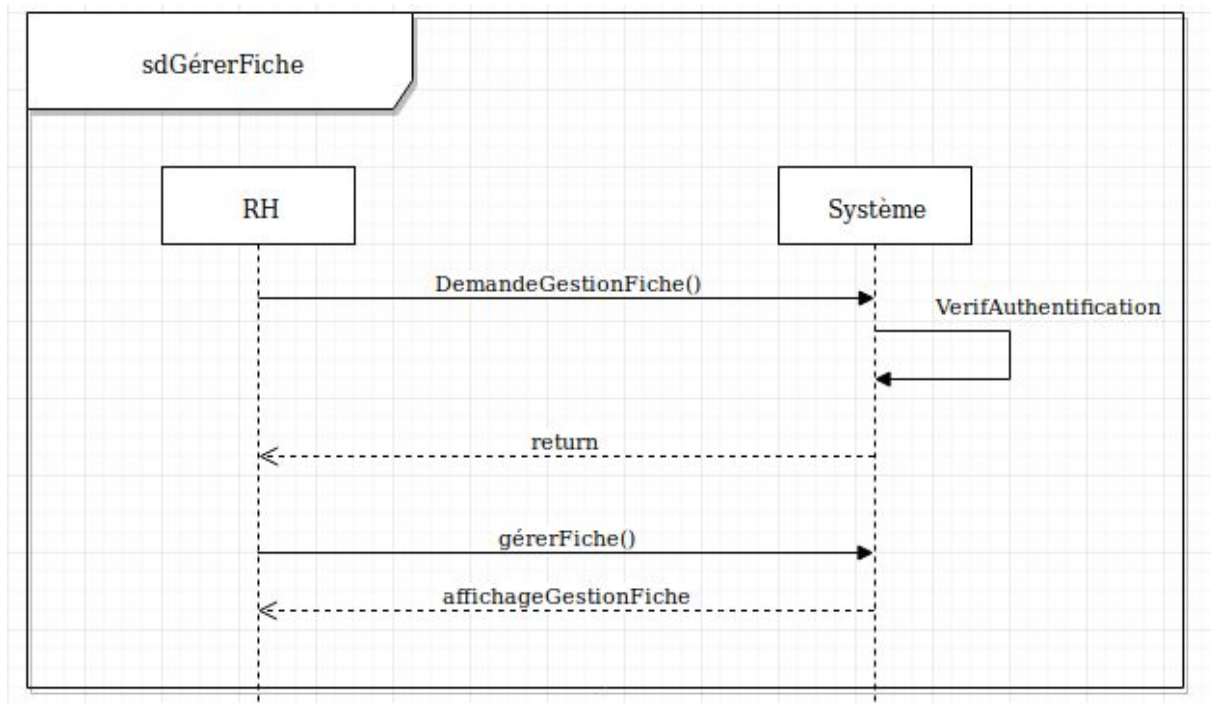 sdGérerFiche
RH
Système
DemandeGestionFiche()
VerifAuthentification
return
gérerFiche()
affichageGestionFiche